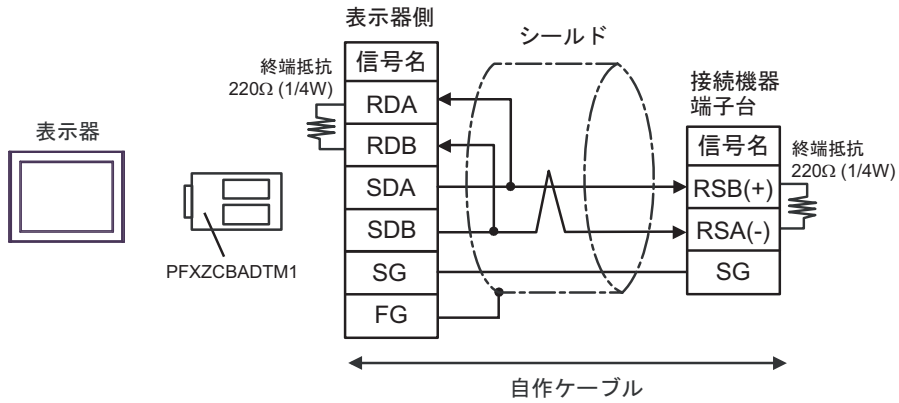 表示器側
シールド
終端抵抗
220Ω (1/4W)
信号名
RDA
RDB
SDA
SDB
SG
FG
表示器
PFXZCBADTM1
接続機器
端子台
信号名
RSB(+)
RSA(-)
SG
終端抵抗
220Ω (1/4W)
自作ケーブル